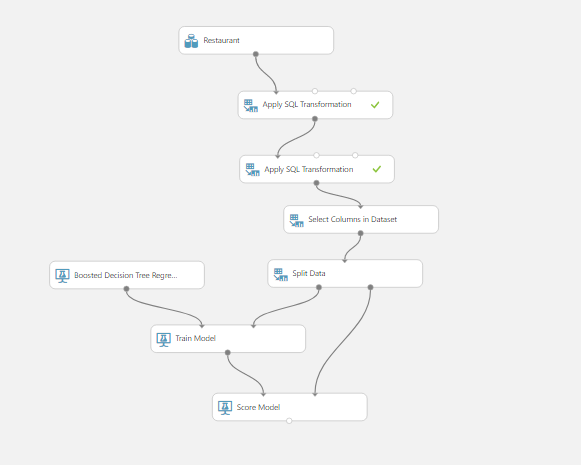 Restaurant
Apply SQL Transformation
Apply SQL Transformation
Select Columns in Dataset
Boosted Decision Tree Regre...
Split Data
Train Model
Score Model